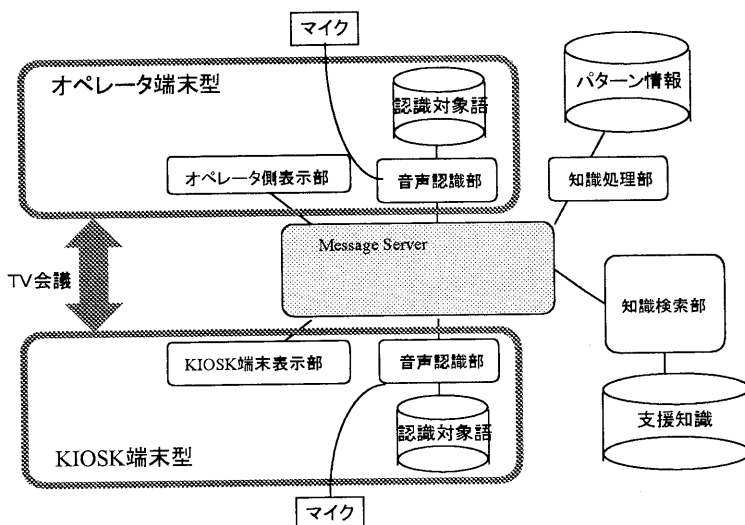 マイク
オペレータ端末型
認識対象語
パターン情報
オペレータ側表示部
音声認識部
知識処理部
Message Server
TV会議
知識検索部
KIOSK端末表示部
音声認識部
認識対象語
支援知識
KIOSK端末型
マイク